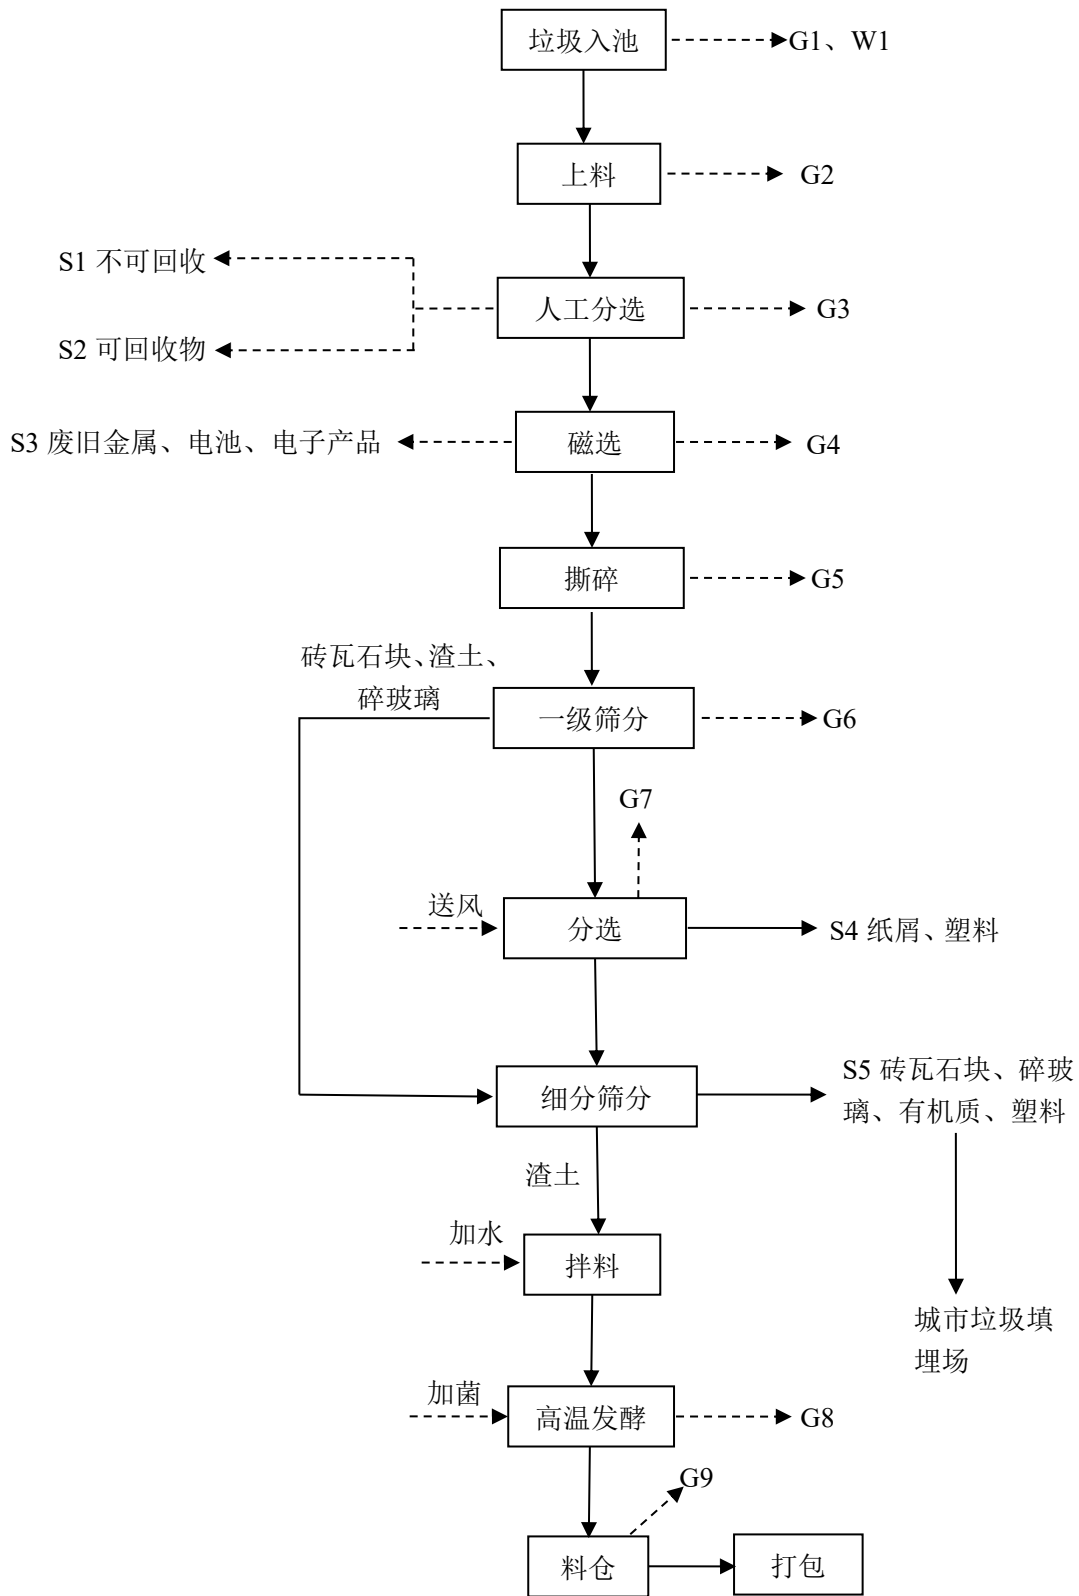 垃圾入池
G1、W1
上料
G2
S1 不可回收
人工分选
G3
S2 可回收物
S3 废旧金属、电池、电子产品
磁选
G4
撕碎
G5
砖瓦石块、渣土、
碎玻璃
一级筛分
G6
G7
送风
分选
S4 纸屑、塑料
细分筛分
S5 砖瓦石块、碎玻
璃、有机质、塑料
渣土
加水
拌料
城市垃圾填
埋场
加菌
高温发酵
G8
G9
料仓
打包